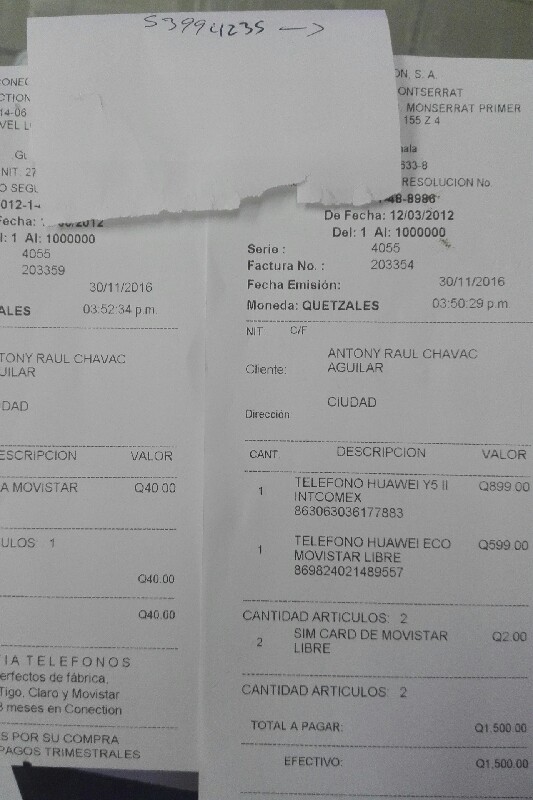 53994235 →
CONEC
CTION
14-06
VEL L
GU
NIT. 27
O SEGU
012-1-
Fecha:
l: 1 Al: 1000000
4055
203359
30/11/2016
ALES 03:52:34 p.m.
TONY RAUL CHAVAC
UILAR
DAD
ESCRIPCION VALOR
A MOVISTAR Q40.00
ULOS: 1
Q40.00
Q40.00
IA TELEFONOS
erfectos de fábrica,
Tigo, Claro y Movistar
3 meses en Conection
S POR SU COMPRA
PAGOS TRIMESTRALES
ON, S. A.
ONTSERRAT
MONSERRAT PRIMER
155 Z 4
ala
533-8
RESOLUCION No.
48-8986
De Fecha: 12/03/2012
Del: 1 Al: 1000000
Serie : 4055
Factura No. : 203354
Fecha Emisión: 30/11/2016
Moneda: QUETZALES 03:50:29 p.m.
NIT C/F
Cliente: ANTONY RAUL CHAVAC
AGUILAR
Dirección: CIUDAD
CANT. DESCRIPCION VALOR
1 TELEFONO HUAWEI Y5 II Q899.00
INTCOMEX
863063036177883
1 TELEFONO HUAWEI ECO Q599.00
MOVISTAR LIBRE
869824021489557
CANTIDAD ARTICULOS: 2
2 SIM CARD DE MOVISTAR Q2.00
LIBRE
CANTIDAD ARTICULOS: 2
TOTAL A PAGAR: Q1,500.00
EFECTIVO: Q1,500.00